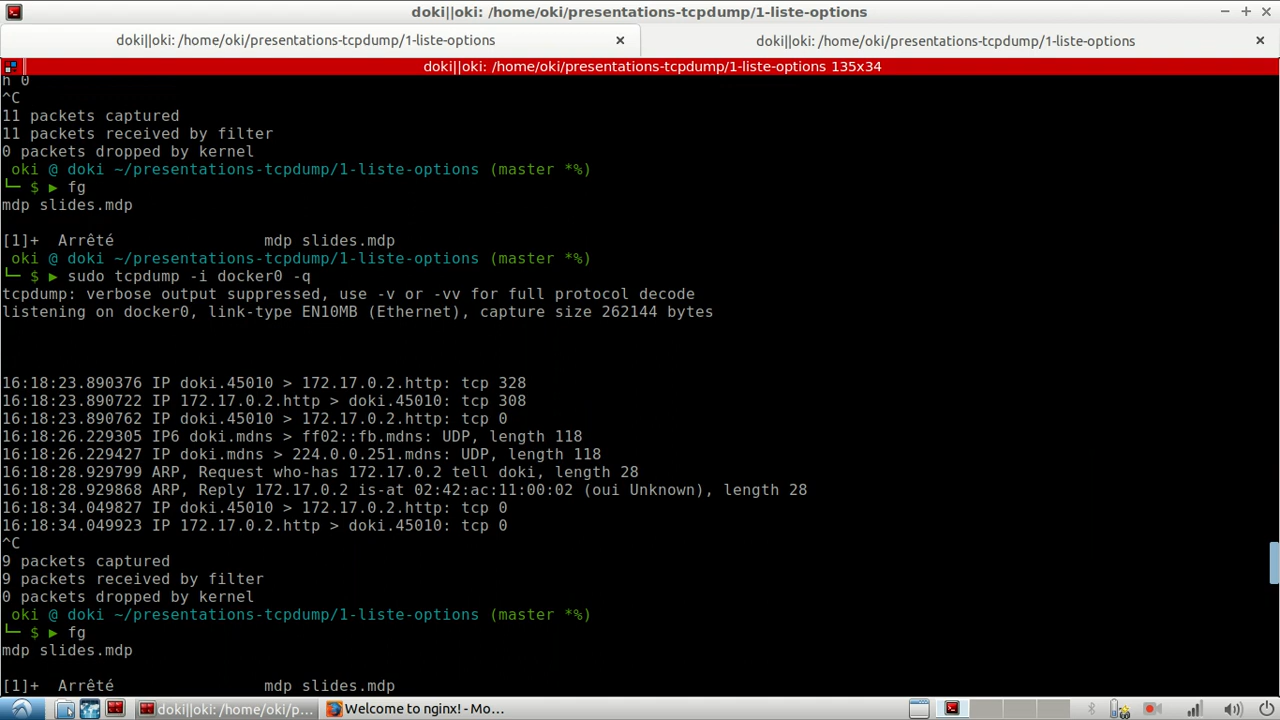 doki||oki: /home/oki/presentations-tcpdump/1-liste-options
doki||oki: /home/oki/presentations-tcpdump/1-liste-options
doki||oki: /home/oki/presentations-tcpdump/1-liste-options
doki||oki: /home/oki/presentations-tcpdump/1-liste-options 135x34
h 0
^C
11 packets captured
11 packets received by filter
0 packets dropped by kernel
oki @ doki ~/presentations-tcpdump/1-liste-options (master *%)
└─ $ ▶ fg
mdp slides.mdp
[1]+  Arrêté                mdp slides.mdp
oki @ doki ~/presentations-tcpdump/1-liste-options (master *%)
└─ $ ▶ sudo tcpdump -i docker0 -q
tcpdump: verbose output suppressed, use -v or -vv for full protocol decode
listening on docker0, link-type EN10MB (Ethernet), capture size 262144 bytes
16:18:23.890376 IP doki.45010 > 172.17.0.2.http: tcp 328
16:18:23.890722 IP 172.17.0.2.http > doki.45010: tcp 308
16:18:23.890762 IP doki.45010 > 172.17.0.2.http: tcp 0
16:18:26.229305 IP6 doki.mdns > ff02::fb.mdns: UDP, length 118
16:18:26.229427 IP doki.mdns > 224.0.0.251.mdns: UDP, length 118
16:18:28.929799 ARP, Request who-has 172.17.0.2 tell doki, length 28
16:18:28.929868 ARP, Reply 172.17.0.2 is-at 02:42:ac:11:00:02 (oui Unknown), length 28
16:18:34.049827 IP doki.45010 > 172.17.0.2.http: tcp 0
16:18:34.049923 IP 172.17.0.2.http > doki.45010: tcp 0
^C
9 packets captured
9 packets received by filter
0 packets dropped by kernel
oki @ doki ~/presentations-tcpdump/1-liste-options (master *%)
└─ $ ▶ fg
mdp slides.mdp
[1]+  Arrêté                mdp slides.mdp
doki||oki: /home/oki/p... Welcome to nginx! - Mo...